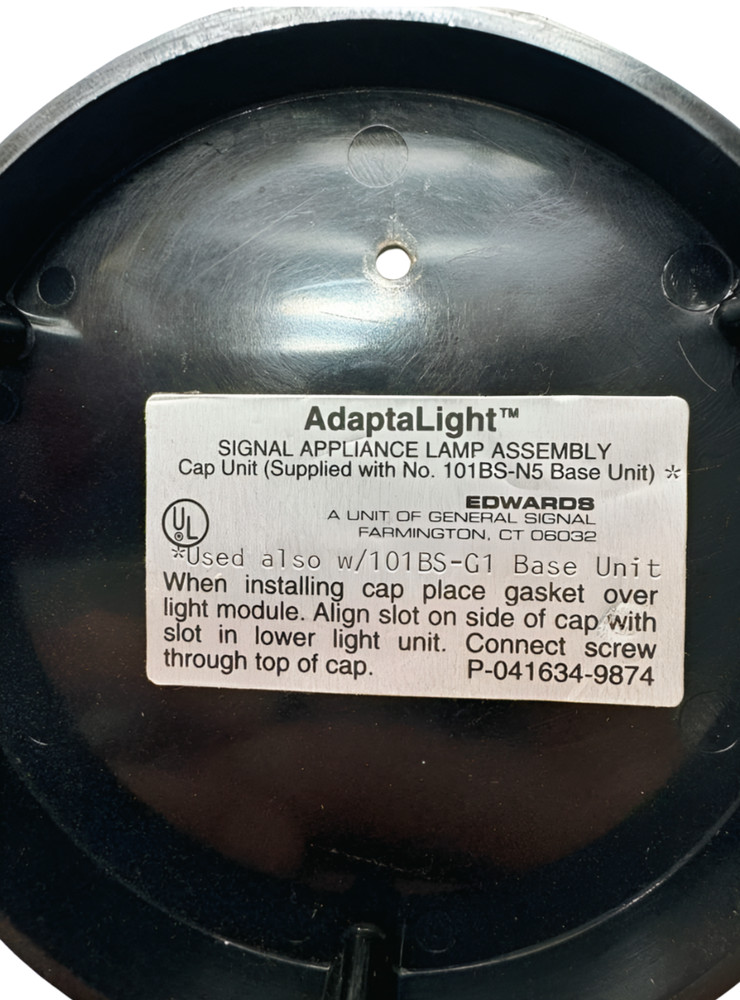 AdaptaLight™
SIGNAL APPLIANCE LAMP ASSEMBLY
Cap Unit (Supplied with No. 101BS-N5 Base Unit) *
UL
EDWARDS
A UNIT OF GENERAL SIGNAL
FARMINGTON, CT 06032
*Used also w/101BS-G1 Base Unit
When installing cap place gasket over
light module. Align slot on side of cap with
slot in lower light unit. Connect screw
through top of cap. P-041634-9874